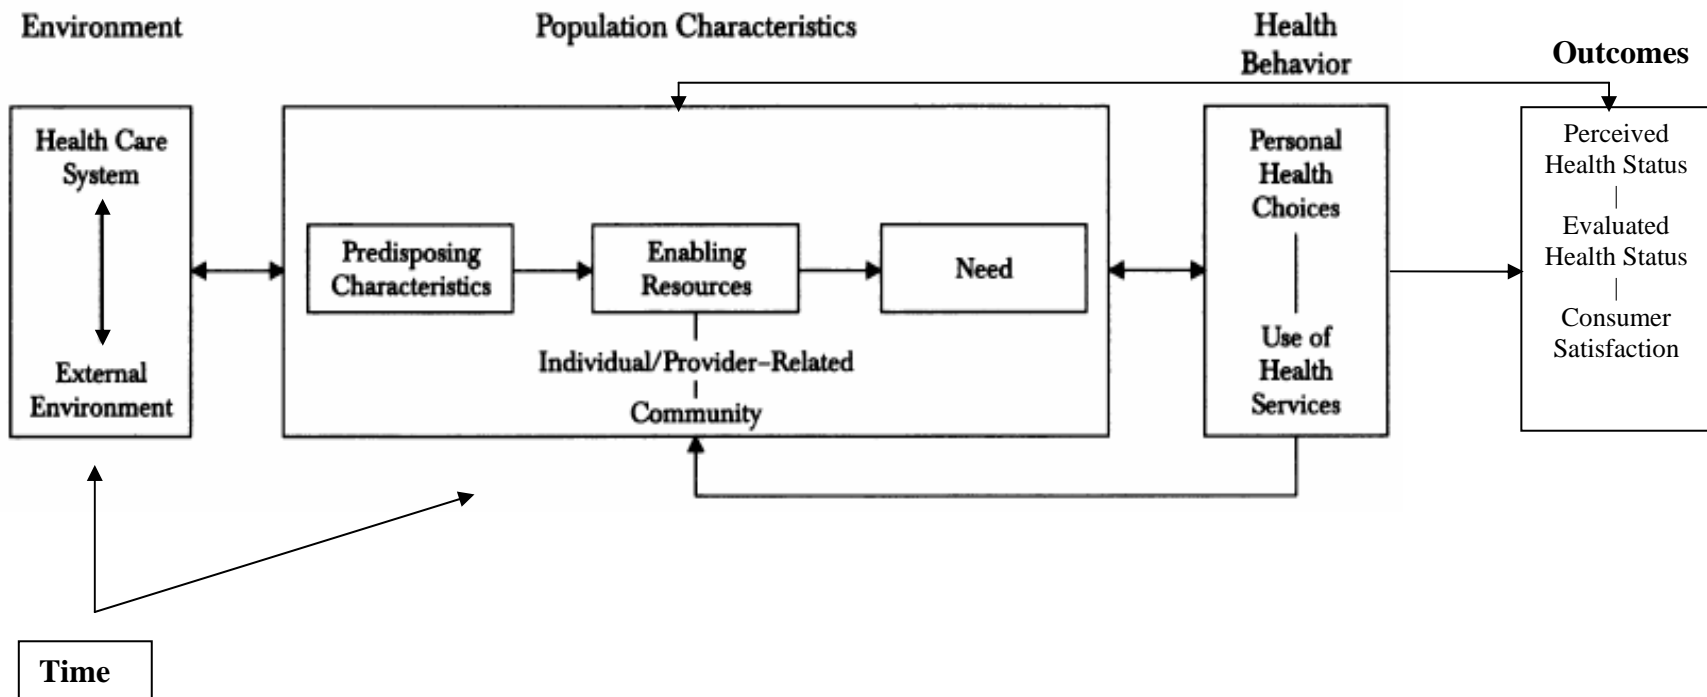 Environment
Population Characteristics
Health
Behavior
Outcomes
Health Care
System
External
Environment
Predisposing
Characteristics
Enabling
Resources
Need
Individual/Provider–Related
Community
Personal
Health
Choices
Use of
Health
Services
Perceived
Health Status
Evaluated
Health Status
Consumer
Satisfaction
Time